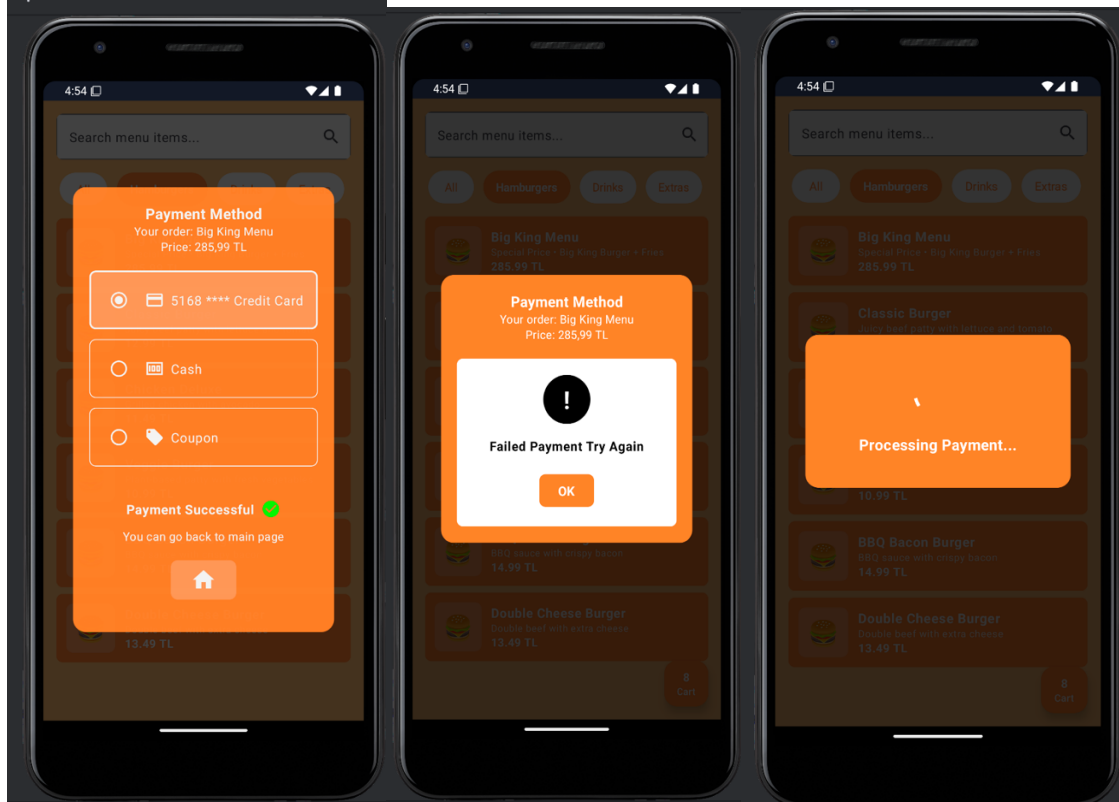 4:54
Search menu items...
Payment Method
Your order: Big King Menu
Price: 285,99 TL
5168 **** Credit Card
Cash
Coupon
Payment Successful
You can go back to main page
13.49 TL
4:54
Search menu items...
All
Hamburgers
Drinks
Extras
Big King Menu
Special Price • Big King Burger + Fries
285.99 TL
Payment Method
Your order: Big King Menu
Price: 285,99 TL
!
Failed Payment Try Again
OK
BBQ sauce with crispy bacon
14.99 TL
Double Cheese Burger
Double beef with extra cheese
13.49 TL
8
Cart
4:54
Search menu items...
All
Hamburgers
Drinks
Extras
Big King Menu
Special Price • Big King Burger + Fries
285.99 TL
Classic Burger
Juicy beef patty with lettuce and tomato
Processing Payment...
10.99 TL
BBQ Bacon Burger
BBQ sauce with crispy bacon
14.99 TL
Double Cheese Burger
Double beef with extra cheese
13.49 TL
8
Cart